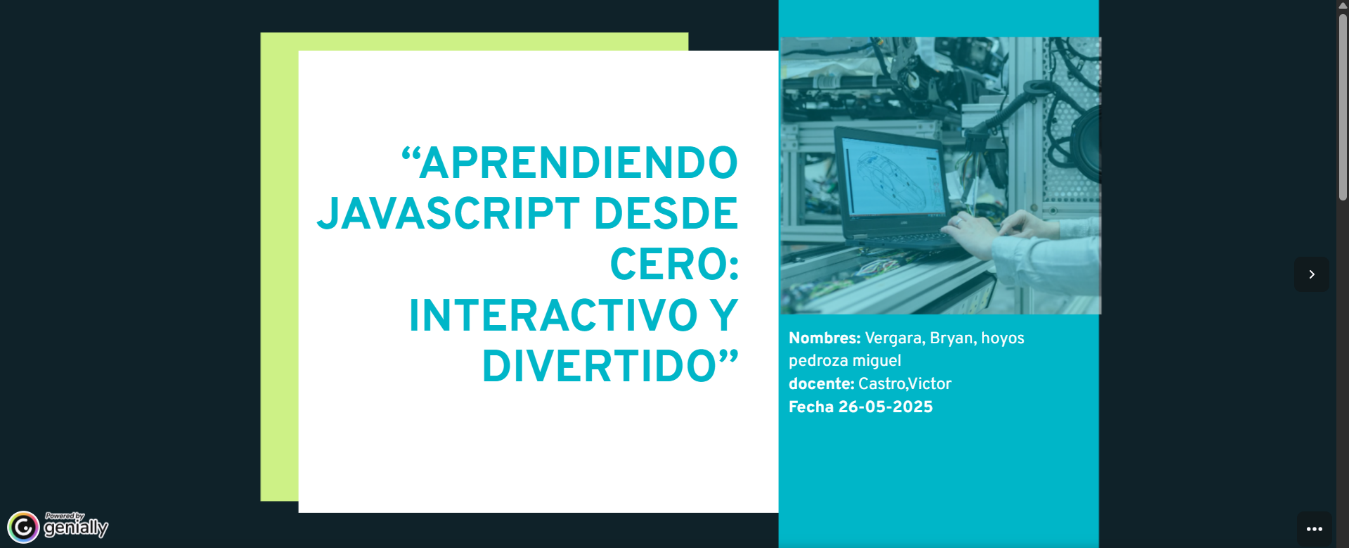 “APRENDIENDO
JAVASCRIPT DESDE
CERO:
INTERACTIVO Y
DIVERTIDO”
Nombres: Vergara, Bryan, hoyos
pedroza miguel
docente: Castro,Victor
Fecha 26-05-2025
Powered by
genially